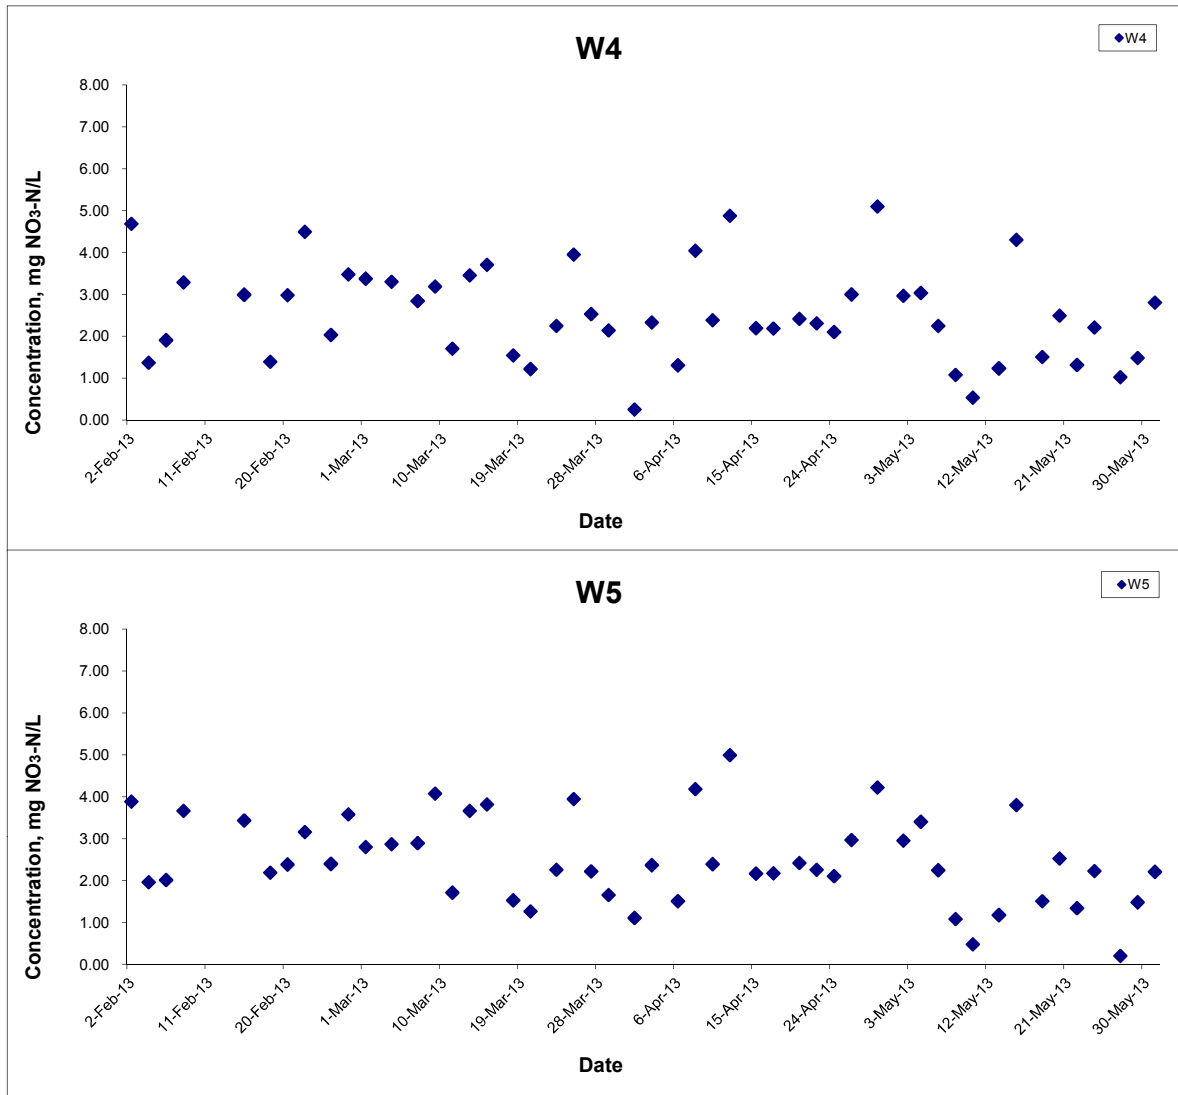 W4
W4
8.00
7.00
6.00
5.00
4.00
3.00
2.00
1.00
0.00
Concentration, mg NO3-N/L
2-Feb-13
11-Feb-13
20-Feb-13
1-Mar-13
10-Mar-13
19-Mar-13
28-Mar-13
6-Apr-13
15-Apr-13
24-Apr-13
3-May-13
12-May-13
21-May-13
30-May-13
Date
W5
W5
8.00
7.00
6.00
5.00
4.00
3.00
2.00
1.00
0.00
Concentration, mg NO3-N/L
2-Feb-13
11-Feb-13
20-Feb-13
1-Mar-13
10-Mar-13
19-Mar-13
28-Mar-13
6-Apr-13
15-Apr-13
24-Apr-13
3-May-13
12-May-13
21-May-13
30-May-13
Date